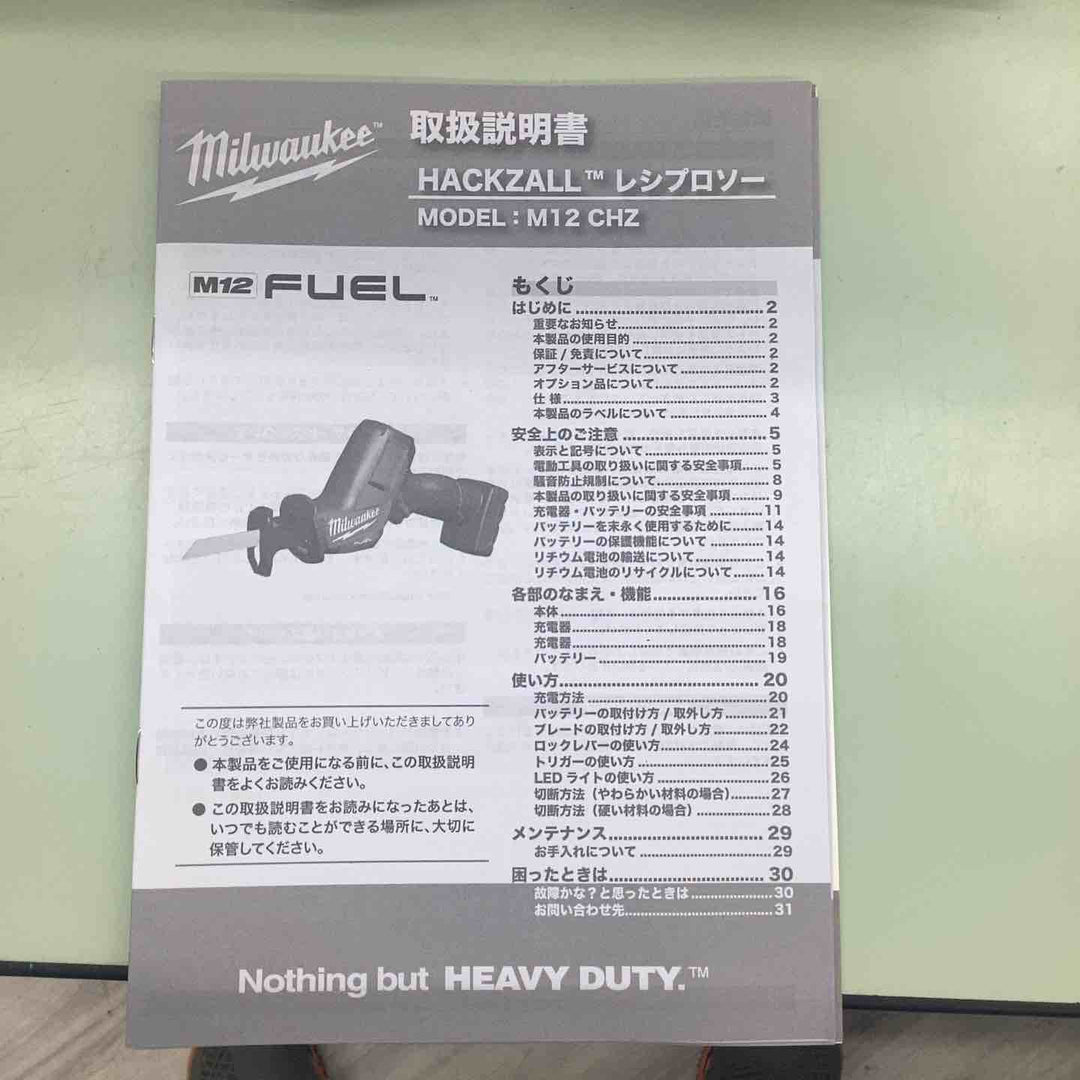 Milwaukee™
取扱説明書
HACKZALL™ レシプロソー
MODEL：M12 CHZ
M12 FUEL™
Milwaukee
この度は弊社製品をお買い上げいただきましてあり
がとうございます。
● 本製品をご使用になる前に、この取扱説明
書をよくお読みください。
● この取扱説明書をお読みになったあとは、
いつでも読むことができる場所に、大切に
保管してください。
もくじ
はじめに ........ 2
重要なお知らせ ........ 2
本製品の使用目的 ........ 2
保証 / 免責について ........ 2
アフターサービスについて ........ 2
オプション品について ........ 2
仕 様 ........ 3
本製品のラベルについて ........ 4
安全上のご注意 ........ 5
表示と記号について ........ 5
電動工具の取り扱いに関する安全事項 ........ 5
騒音防止規制について ........ 8
本製品の取り扱いに関する安全事項 ........ 9
充電器・バッテリーの安全事項 ........ 11
バッテリーを末永く使用するために ........ 14
バッテリーの保護機能について ........ 14
リチウム電池の輸送について ........ 14
リチウム電池のリサイクルについて ........ 14
各部のなまえ・機能 ........ 16
本体 ........ 16
充電器 ........ 18
充電器 ........ 18
バッテリー ........ 19
使い方 ........ 20
充電方法 ........ 20
バッテリーの取付け方 / 取外し方 ........ 21
ブレードの取付け方 / 取外し方 ........ 22
ロックレバーの使い方 ........ 24
トリガーの使い方 ........ 25
LED ライトの使い方 ........ 26
切断方法（やわらかい材料の場合） ........ 27
切断方法（硬い材料の場合） ........ 28
メンテナンス ........ 29
お手入れについて ........ 29
困ったときは ........ 30
故障かな？と思ったときは ........ 30
お問い合わせ先 ........ 31
Nothing but HEAVY DUTY.™